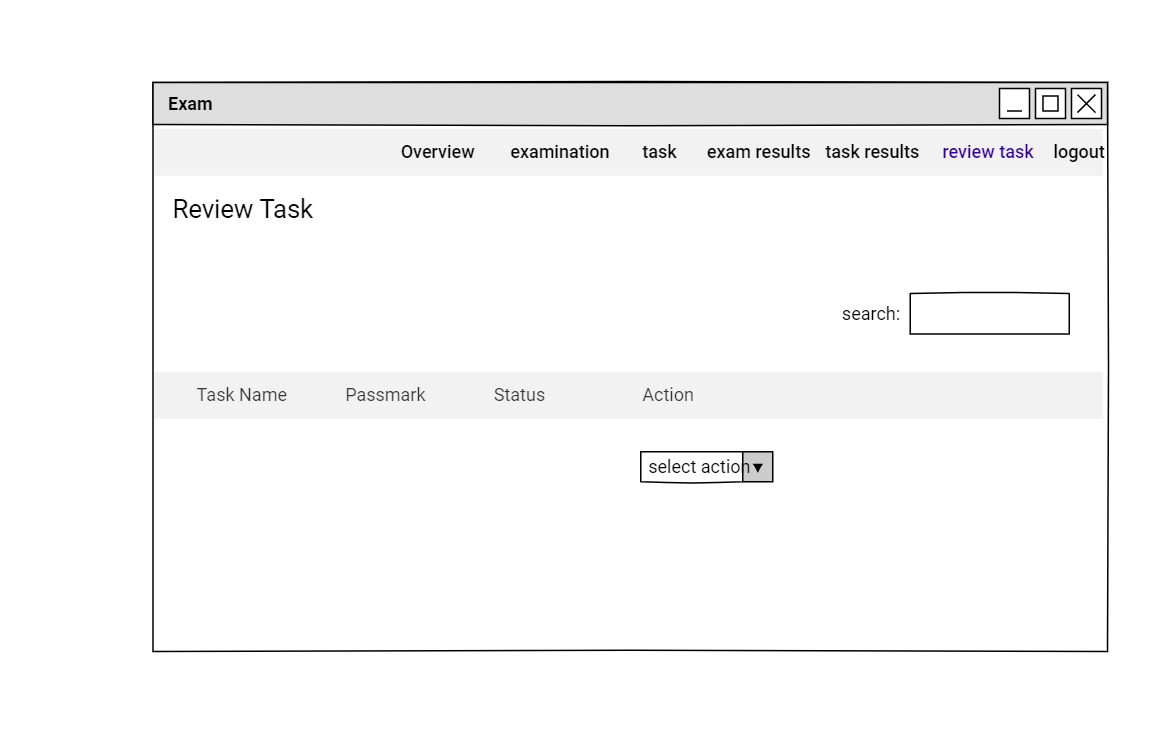 Exam
Overview examination task exam results task results review task logout
Review Task
search:
Task Name Passmark Status Action
select action